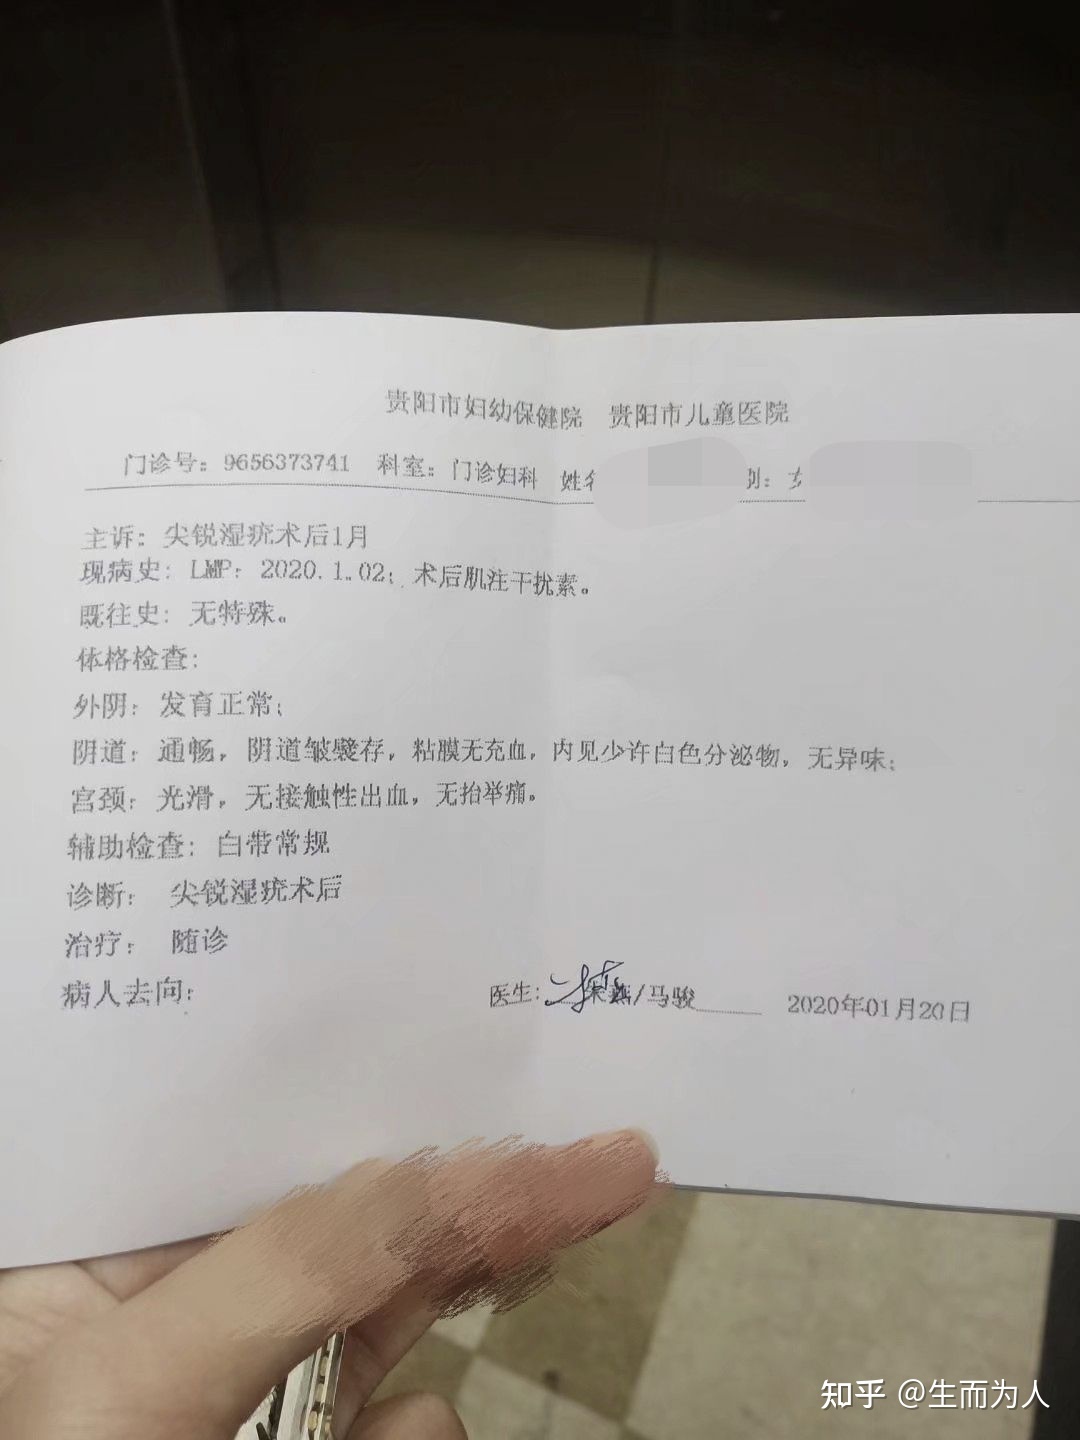 贵阳市妇幼保健院 贵阳市儿童医院
门诊号：9656373741 科室：门诊妇科 姓名 别：女
主诉：尖锐湿疣术后1月
现病史：LMP：2020.1.02；术后肌注干扰素。
既往史：无特殊。
体格检查：
外阴：发育正常；
阴道：通畅，阴道皱襞存，粘膜无充血，内见少许白色分泌物，无异味；
宫颈：光滑，无接触性出血，无抬举痛。
辅助检查：白带常规
诊断：尖锐湿疣术后
治疗：随诊
病人去向：
医生： /马骏 2020年01月20日
知乎 @生而为人